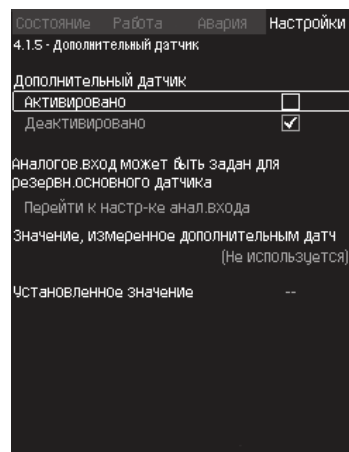 Состояние Работа Авария Настройки
4.1.5 - Дополнительный датчик
Дополнительный датчик
Активировано
Деактивировано
Аналогов.вход может быть задан для
резервн.основного датчика
Перейти к настр-ке анал.входа
Значение, измеренное дополнительным датч
(Не используется)
Установленное значение --